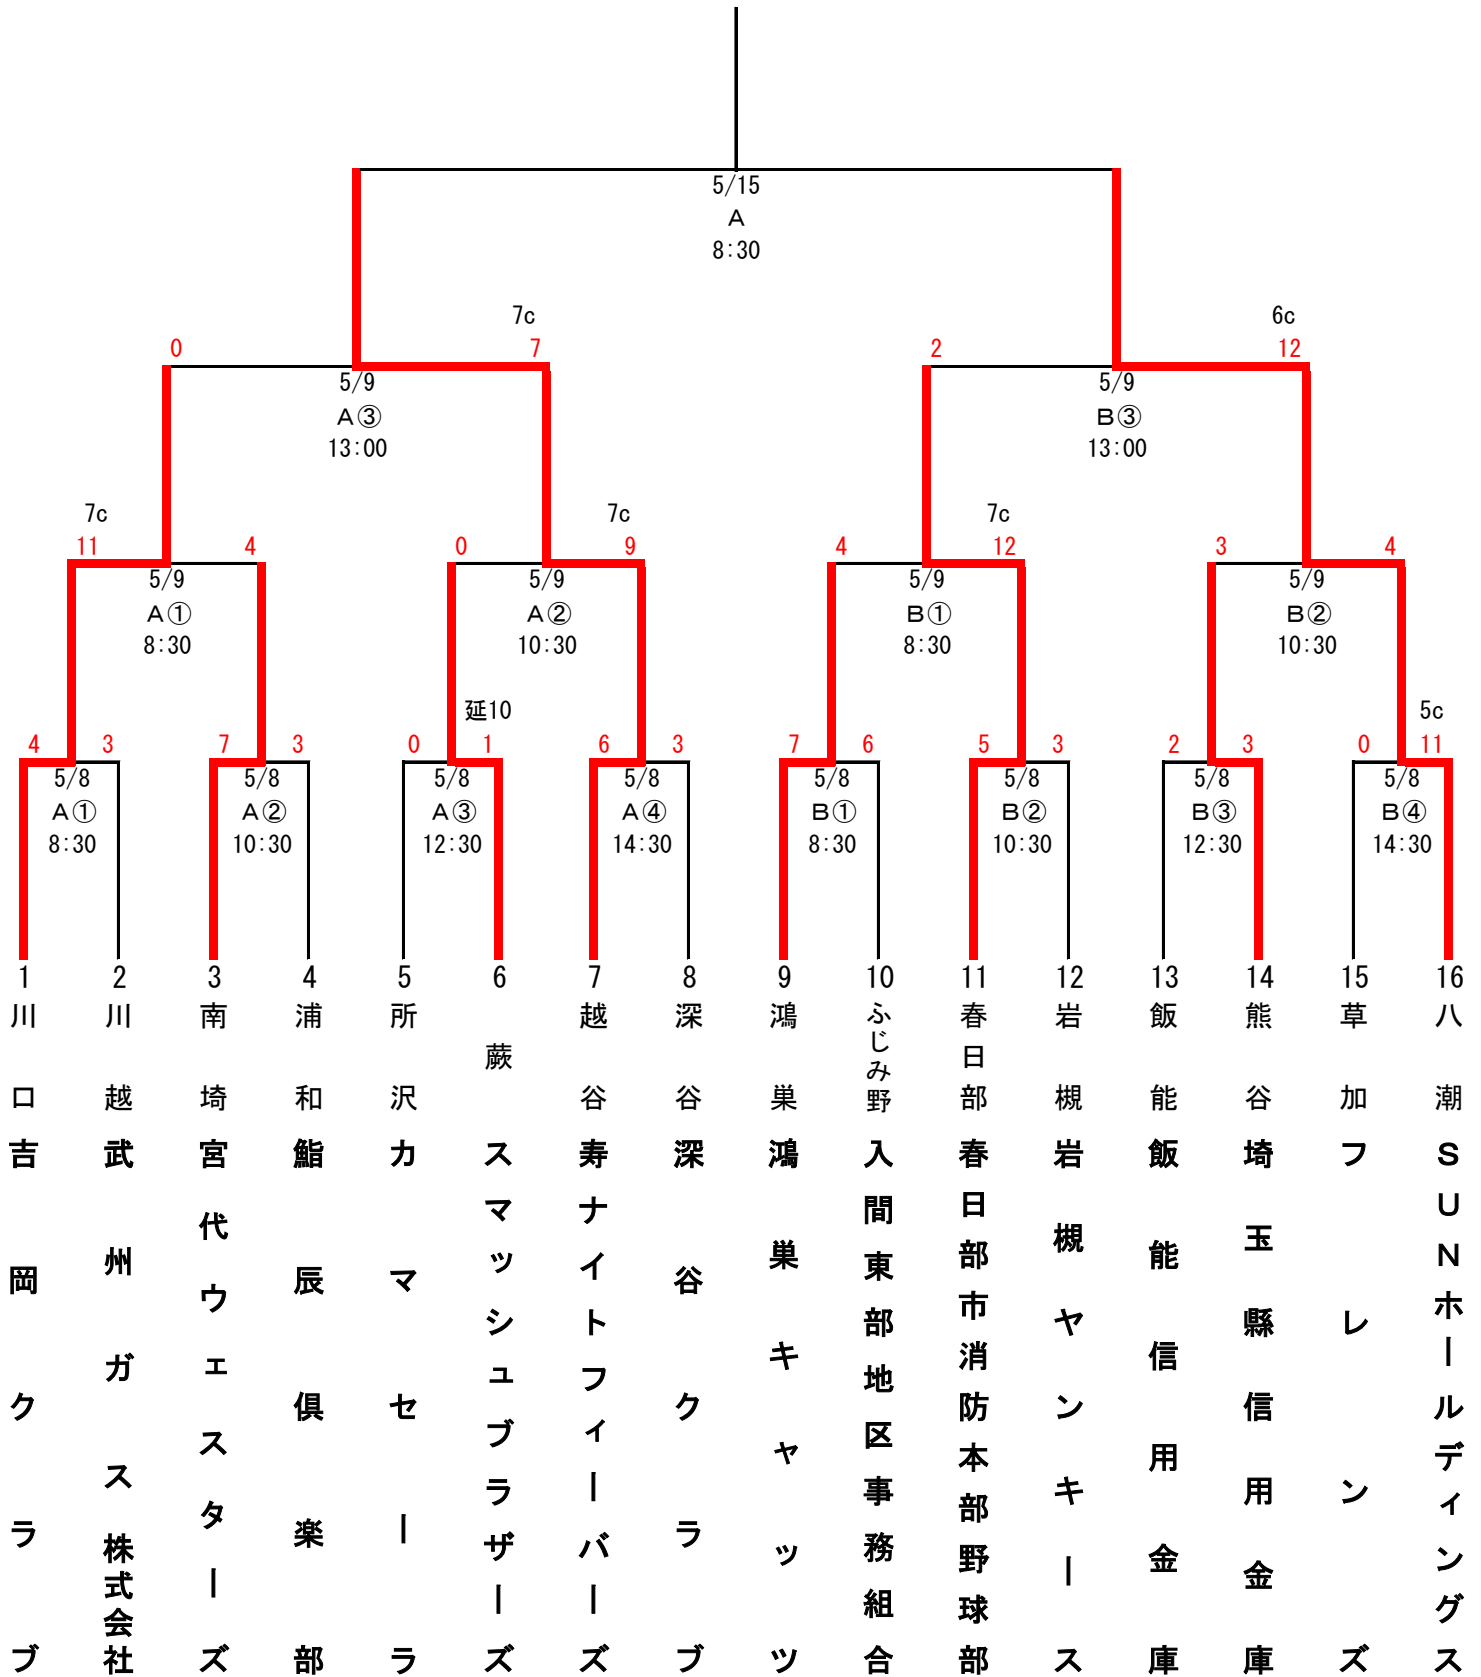 5/15
A
8:30
7c
6c
0
7
2
12
5/9
A③
13:00
5/9
B③
13:00
7c
7c
7c
11
4
0
9
4
12
3
4
5/9
A①
8:30
5/9
A②
10:30
5/9
B①
8:30
5/9
B②
10:30
延10
5c
4
3
7
3
0
1
6
3
7
6
5
3
2
3
0
11
5/8
A①
8:30
5/8
A②
10:30
5/8
A③
12:30
5/8
A④
14:30
5/8
B①
8:30
5/8
B②
10:30
5/8
B③
12:30
5/8
B④
14:30
1
川口
吉岡クラブ
2
川越
武州ガス株式会社
3
南埼
宮代ウェスターズ
4
浦和
鮨辰倶楽部
5
所沢
カマセーラ
6
蕨
スマッシュブラザーズ
7
越谷
寿ナイトフィーバーズ
8
深谷
深谷クラブ
9
鴻巣
鴻巣キャッツ
10
ふじみ野
入間東部地区事務組合
11
春日部
春日部市消防本部野球部
12
岩槻
岩槻ヤンキース
13
飯能
飯能信用金庫
14
熊谷
埼玉縣信用金庫
15
草加
フレンズ
16
八潮
SUNホールディングス